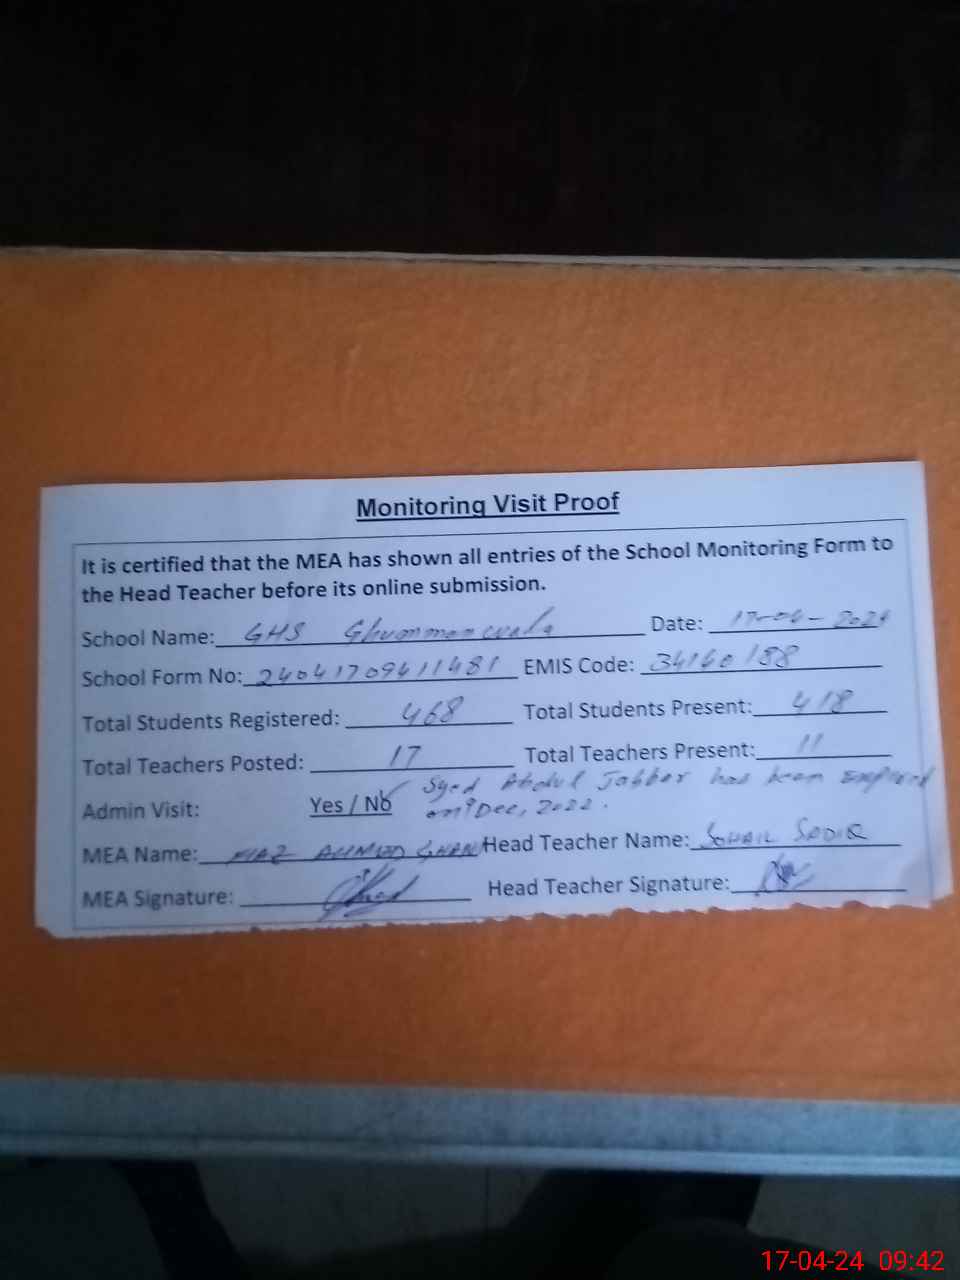 Monitoring Visit Proof
It is certified that the MEA has shown all entries of the School Monitoring Form to
the Head Teacher before its online submission.
School Name: GHS Ghummanwala Date: 17-04-2024
School Form No: 24041709411481 EMIS Code: 34160188
Total Students Registered: 468 Total Students Present: 418
Total Teachers Posted: 17 Total Teachers Present: 11
Admin Visit: Yes / No Syed Abdul Jabbar has been
Dec, 2022.
MEA Name: AHMED Head Teacher Name: SOHAIL
MEA Signature: Head Teacher Signature:
17-04-24 09:42